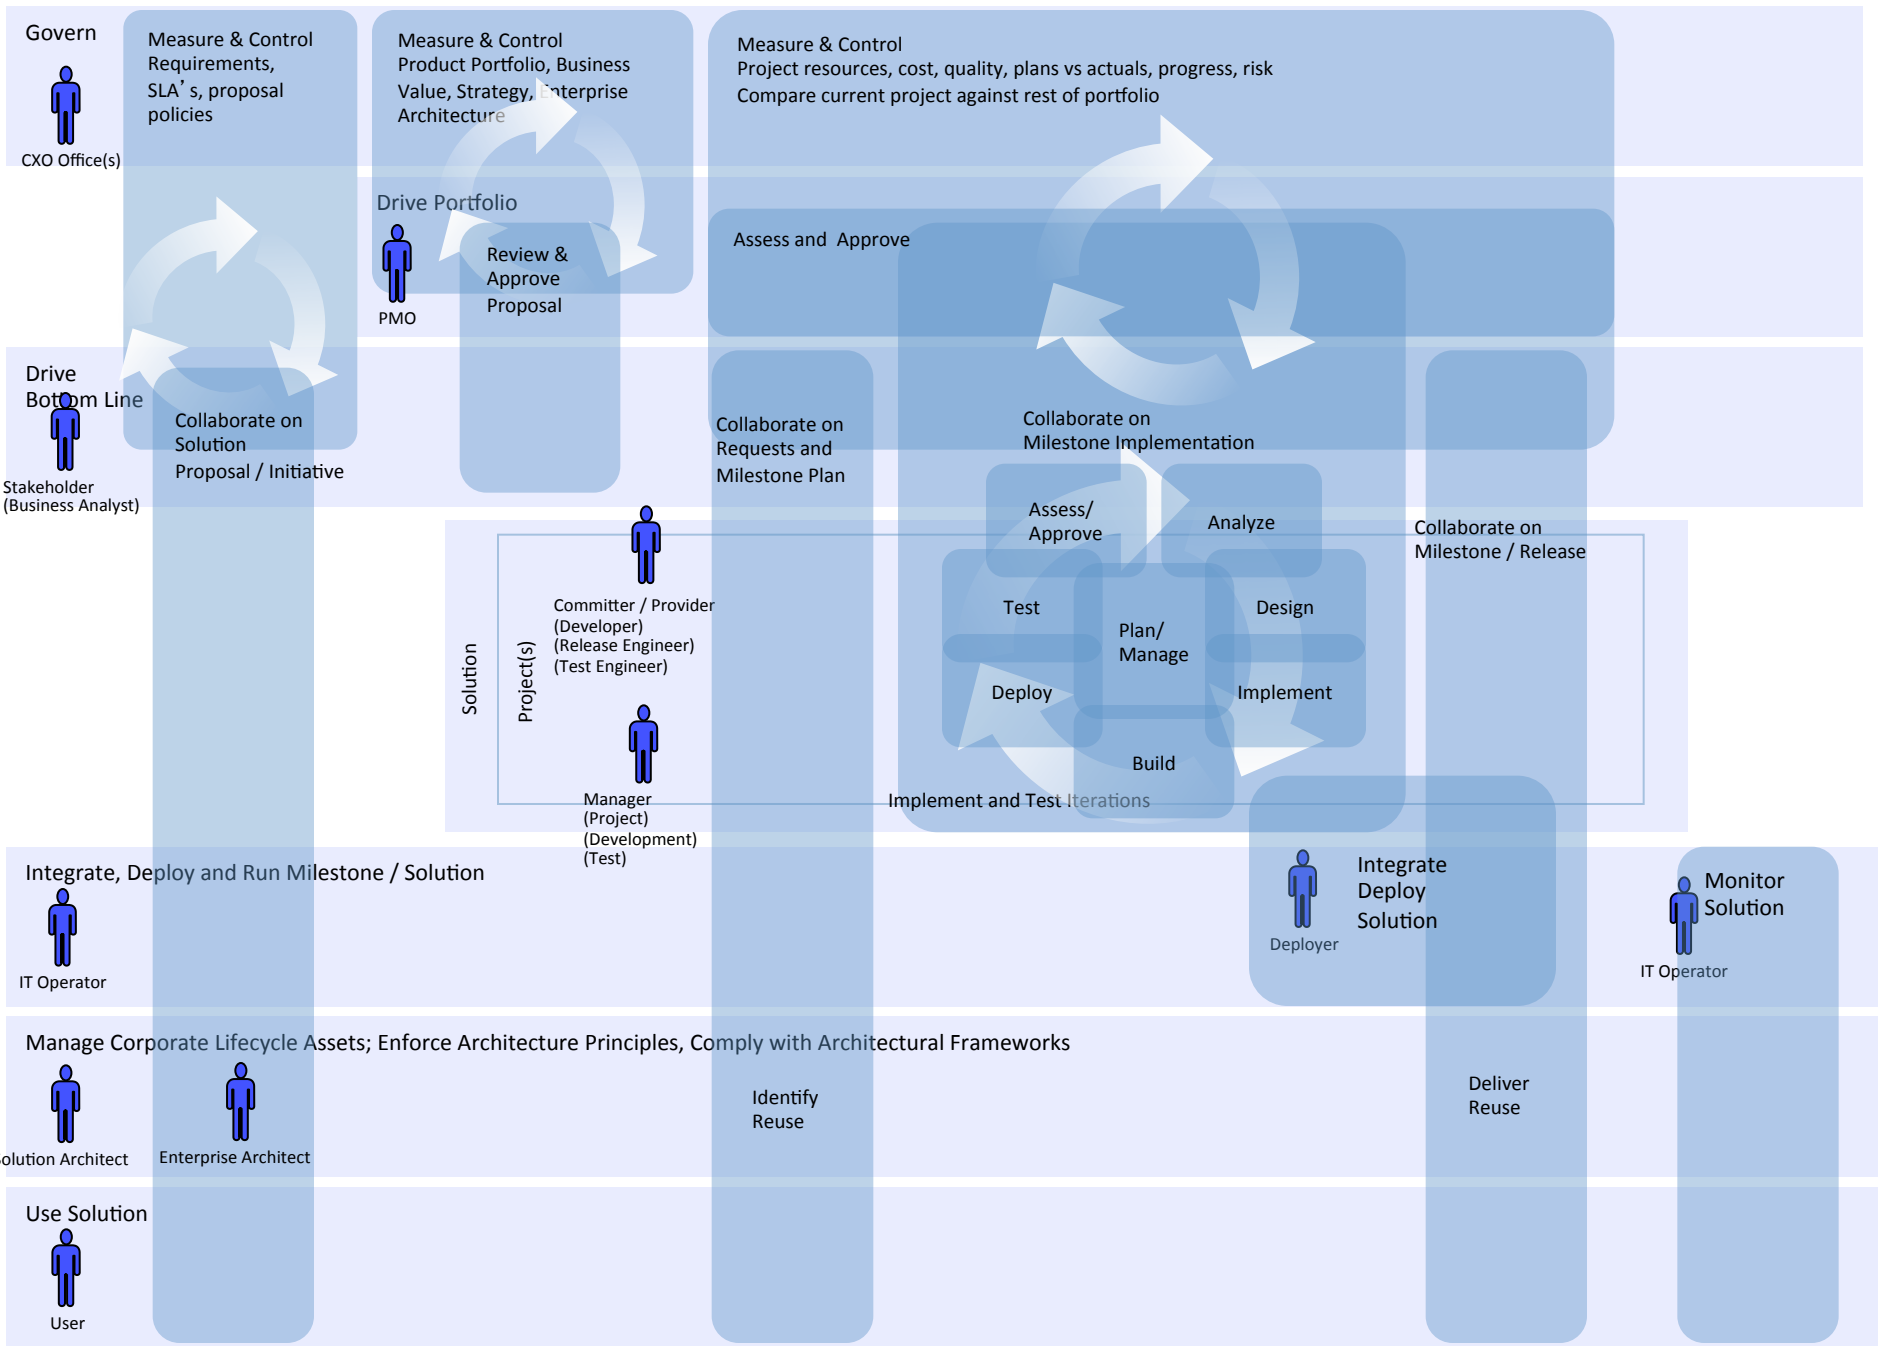 Govern
CXO Office(s)
Measure & Control
Requirements,
SLA’s, proposal
policies
Measure & Control
Product Portfolio, Business
Value, Strategy, Enterprise
Architecture
Measure & Control
Project resources, cost, quality, plans vs actuals, progress, risk
Compare current project against rest of portfolio
Drive Portfolio
PMO
Review &
Approve
Proposal
Assess and Approve
Drive
Bottom Line
Stakeholder
(Business Analyst)
Collaborate on
Solution
Proposal / Initiative
Collaborate on
Requests and
Milestone Plan
Collaborate on
Milestone Implementation
Collaborate on
Milestone / Release
Solution
Project(s)
Committer / Provider
(Developer)
(Release Engineer)
(Test Engineer)
Manager
(Project)
(Development)
(Test)
Assess/
Approve
Analyze
Test
Design
Plan/
Manage
Deploy
Implement
Build
Implement and Test Iterations
Integrate, Deploy and Run Milestone / Solution
IT Operator
Deployer
Integrate
Deploy
Solution
IT Operator
Monitor
Solution
Manage Corporate Lifecycle Assets; Enforce Architecture Principles, Comply with Architectural Frameworks
Solution Architect
Enterprise Architect
Identify
Reuse
Deliver
Reuse
Use Solution
User